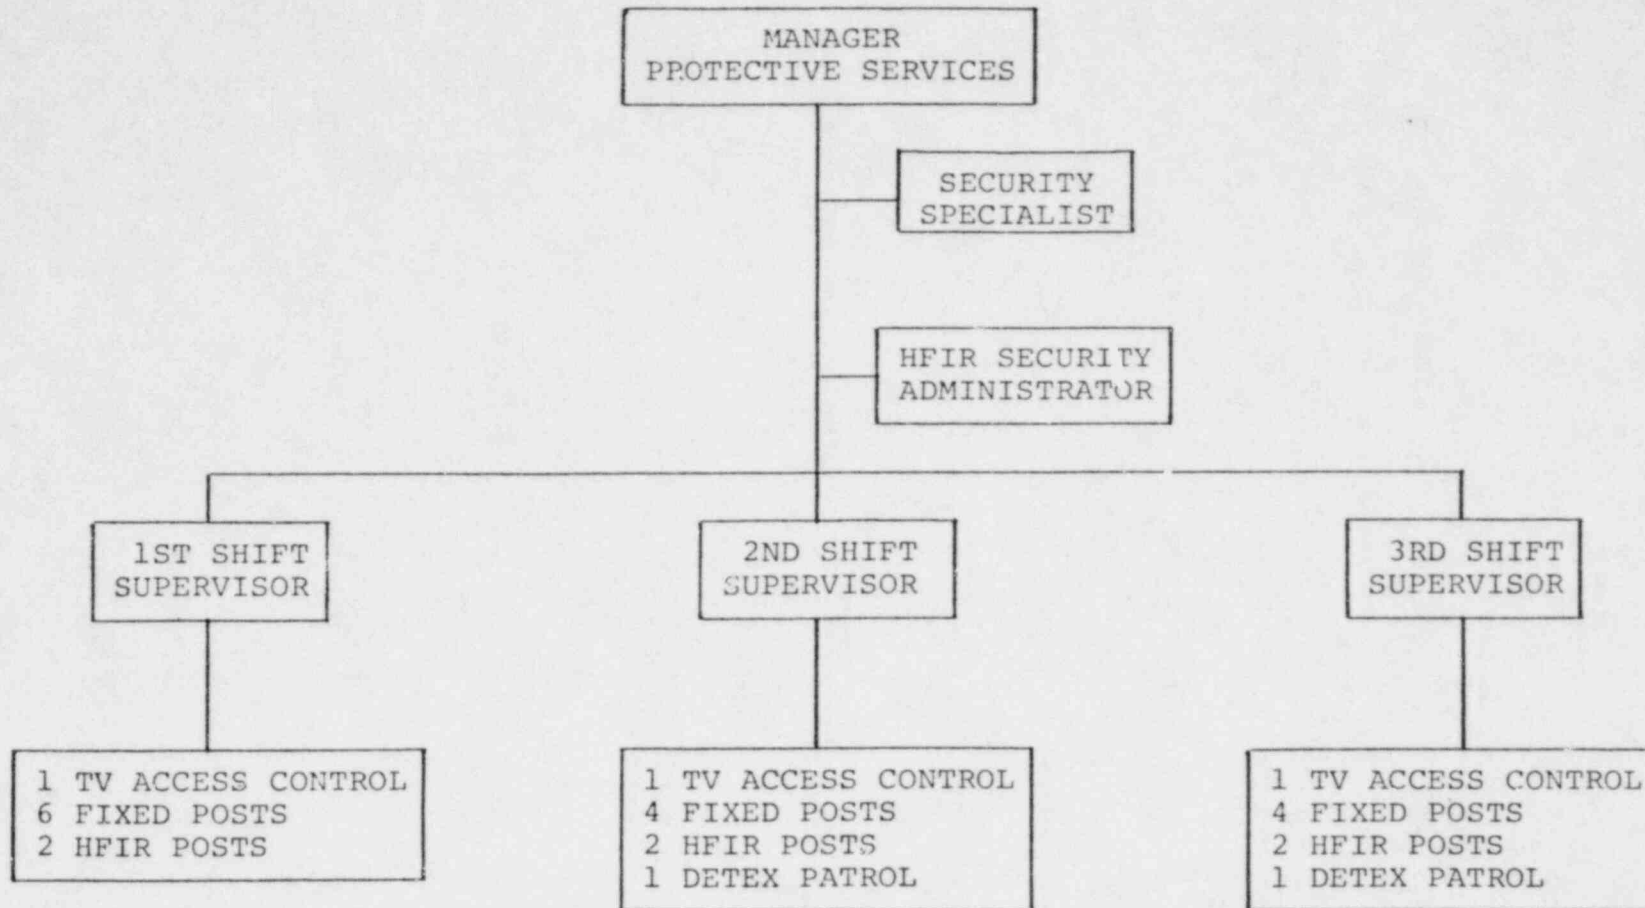 MANAGER
PROTECTIVE SERVICES
SECURITY
SPECIALIST
HFIR SECURITY
ADMINISTRATOR
1ST SHIFT
SUPERVISOR
2ND SHIFT
SUPERVISOR
3RD SHIFT
SUPERVISOR
1 TV ACCESS CONTROL
6 FIXED POSTS
2 HFIR POSTS
1 TV ACCESS CONTROL
4 FIXED POSTS
2 HFIR POSTS
1 DETEX PATROL
1 TV ACCESS CONTROL
4 FIXED POSTS
2 HFIR POSTS
1 DETEX PATROL